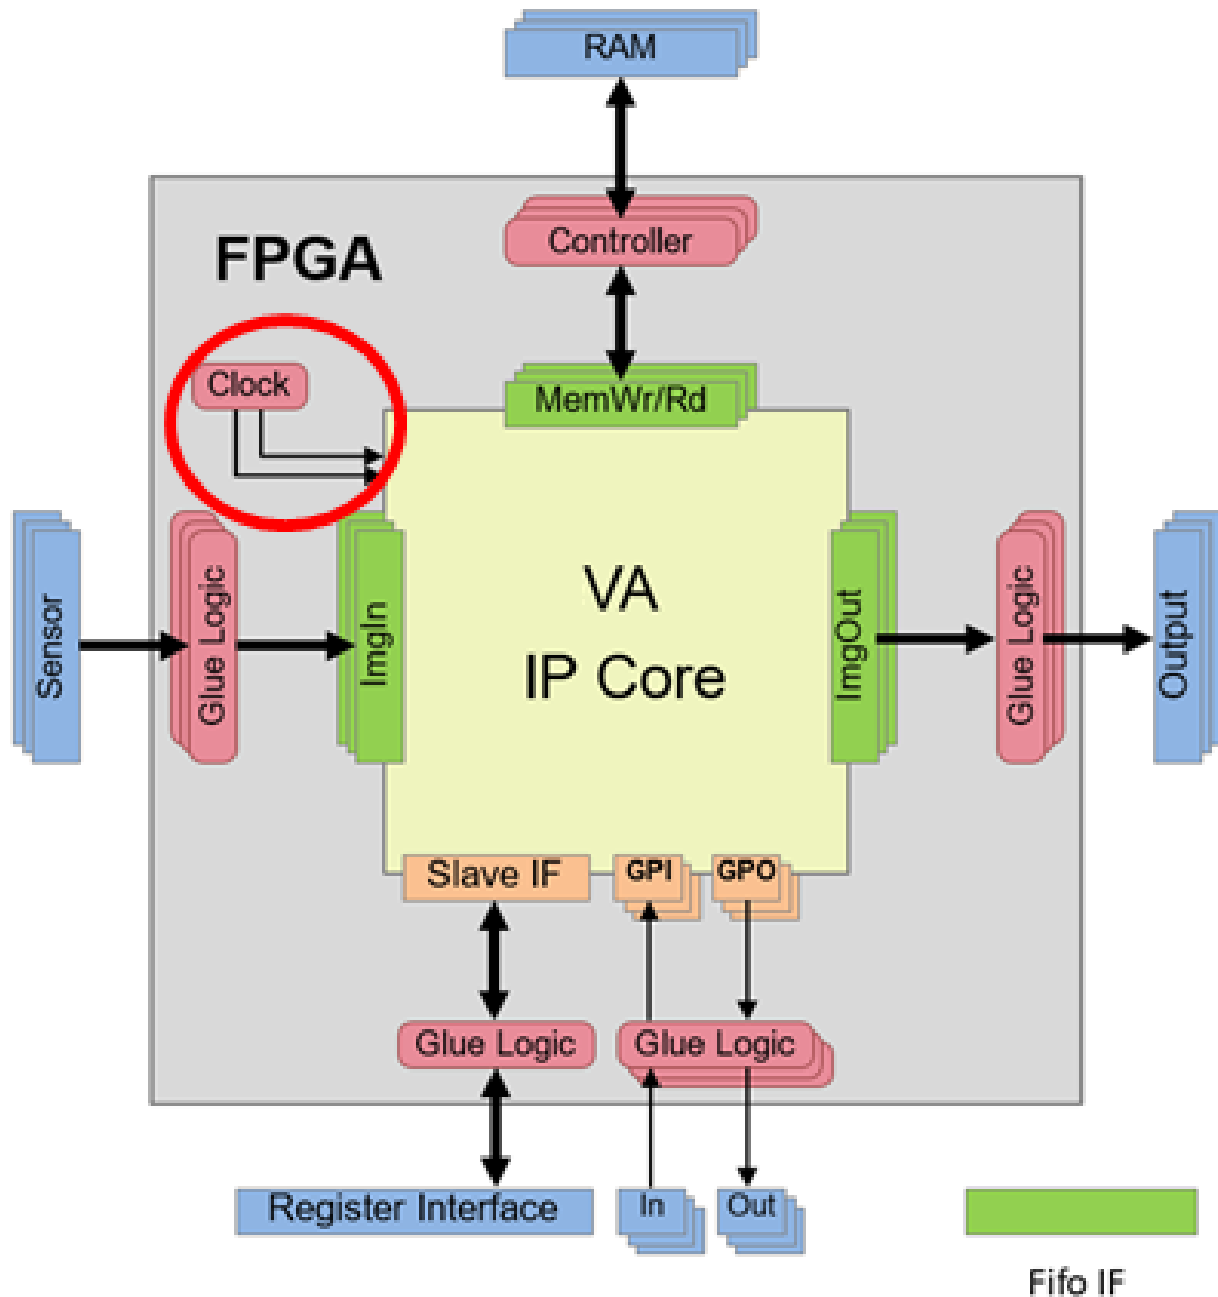 RAM
Controller
FPGA
Clock
MemWr/Rd
Sensor
Glue Logic
ImgIn
VA
IP Core
ImgOut
Glue Logic
Output
Slave IF
GPI
GPO
Glue Logic
Glue Logic
Register Interface
In
Out
Fifo IF